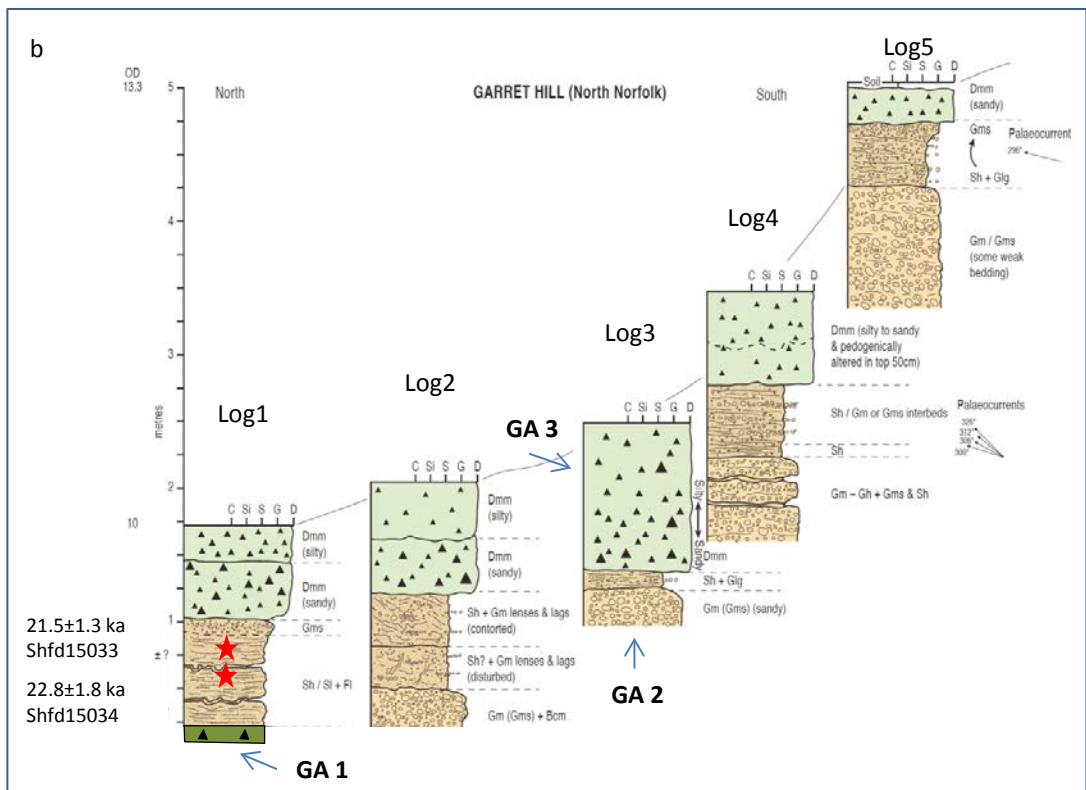 b
OD
13.3
North
GARRET HILL (North Norfolk)
South
metres
5
4
3
2
10
1
± ?
Log1
C Si S G D
Dmm
(silty)
Dmm
(sandy)
Gms
Sh / Sl + Fl
21.5±1.3 ka
Shfd15033
22.8±1.8 ka
Shfd15034
GA 1
Log2
C Si S G D
Dmm
(silty)
Dmm
(sandy)
Sh + Gm lenses & lags
(contorted)
Sh? + Gm lenses & lags
(disturbed)
Gm (Gms) + Bcm
Log3
GA 3
C Si S G D
Silty
Sandy
Dmm
Sh + Glg
Gm (Gms) (sandy)
GA 2
Log4
C Si S G D
Dmm (silty to sandy
& pedogenically
altered in top 50cm)
Sh / Gm or Gms interbeds
Sh
Gm – Gh + Gms & Sh
Palaeocurrents
326°
312°
306°
300°
Log5
C Si S G D
Soil
Dmm
(sandy)
Gms
Sh + Glg
Palaeocurrent
296°
Gm / Gms
(some weak
bedding)